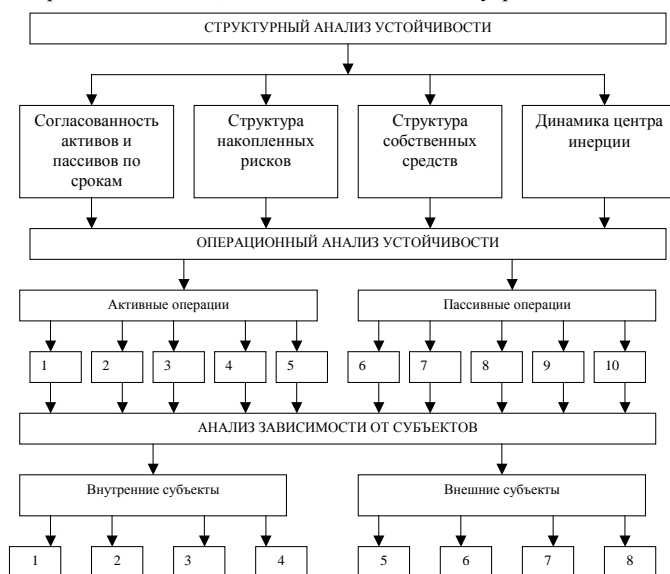 СТРУКТУРНЫЙ АНАЛИЗ УСТОЙЧИВОСТИ
Согласованность
активов и
пассивов по
срокам
Структура
накопленных
рисков
Структура
собственных
средств
Динамика центра
инерции
ОПЕРАЦИОННЫЙ АНАЛИЗ УСТОЙЧИВОСТИ
Активные операции
Пассивные операции
1 2 3 4 5 6 7 8 9 10
АНАЛИЗ ЗАВИСИМОСТИ ОТ СУБЪЕКТОВ
Внутренние субъекты
Внешние субъекты
1 2 3 4 5 6 7 8